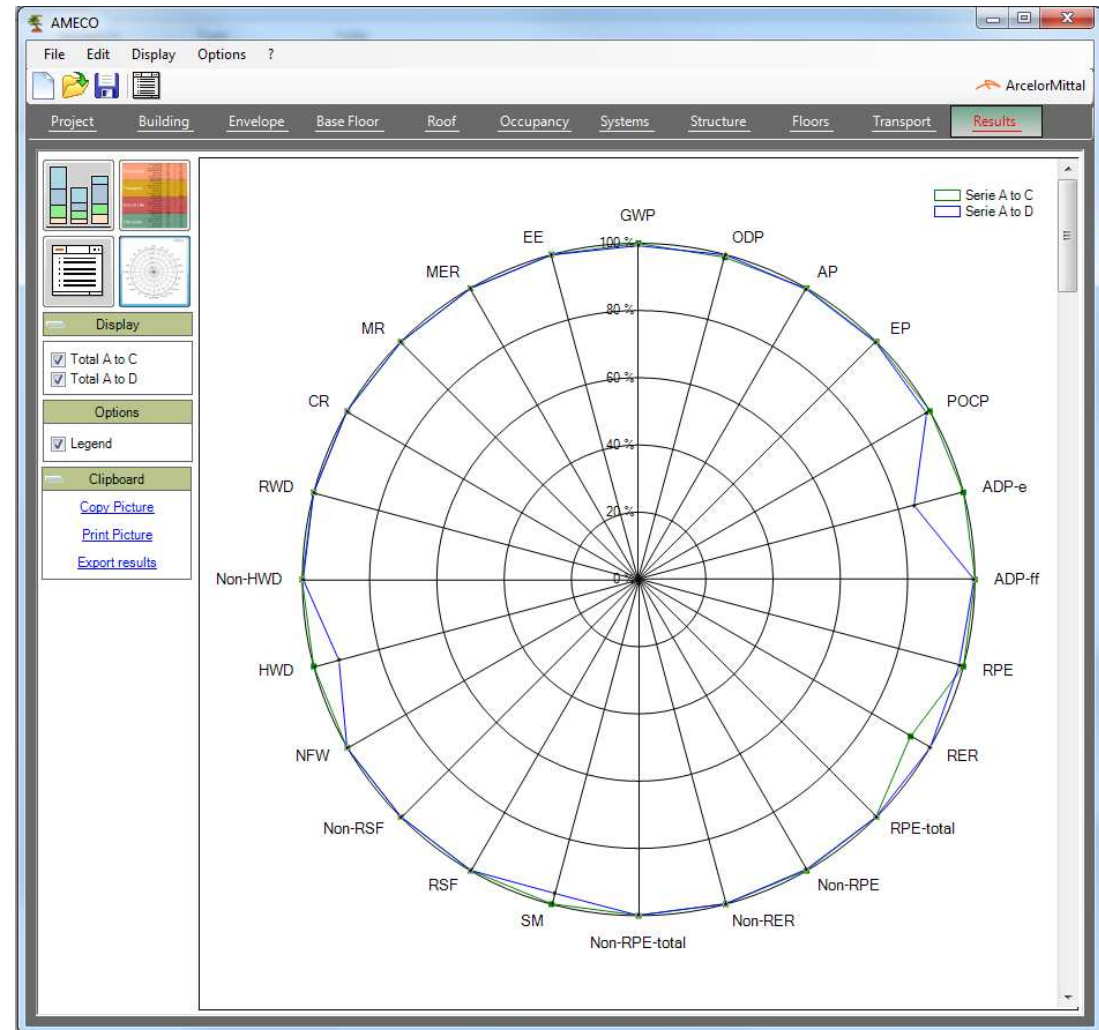 AMECO
File Edit Display Options ?
ArcelorMittal
Project Building Envelope Base Floor Roof Occupancy Systems Structure Floors Transport Results
Serie A to C
Serie A to D
Display
Total A to C
Total A to D
Options
Legend
Clipboard
Copy Picture
Print Picture
Export results
GWP
ODP
AP
EP
POCP
ADP-e
ADP-ff
RPE
RER
RPE-total
Non-RPE
Non-RER
Non-RPE-total
SM
RSF
Non-RSF
NFW
HWD
Non-HWD
RWD
CR
MR
MER
EE
100 %
80 %
60 %
40 %
20 %
0 %